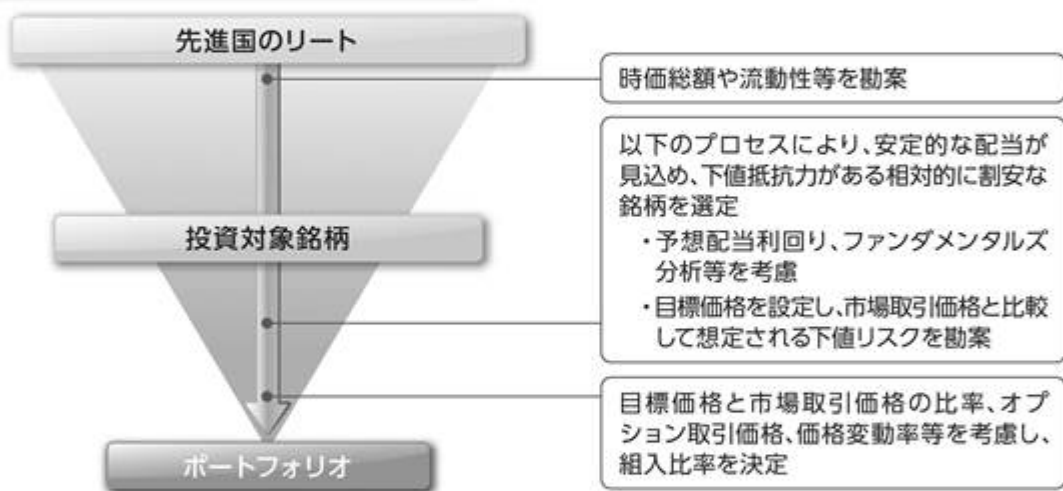 先進国のリート
時価総額や流動性等を勘案
以下のプロセスにより、安定的な配当が
見込め、下値抵抗力がある相対的に割安な
銘柄を選定
・予想配当利回り、ファンダメンタルズ
分析等を考慮
・目標価格を設定し、市場取引価格と比較
して想定される下値リスクを勘案
投資対象銘柄
目標価格と市場取引価格の比率、オプ
ション取引価格、価格変動率等を考慮し、
組入比率を決定
ポートフォリオ